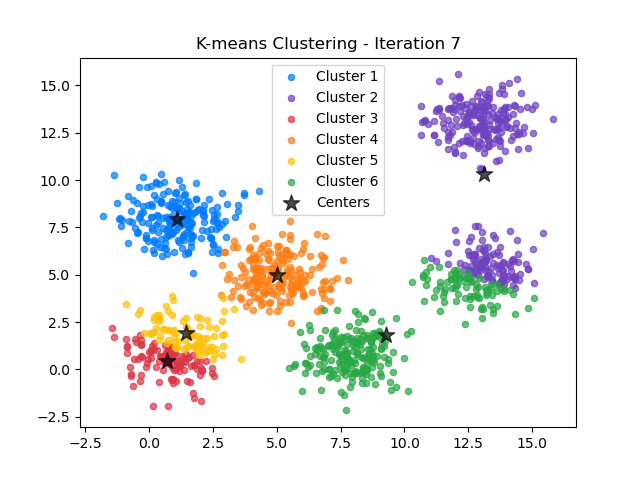 K-means Clustering - Iteration 7
Cluster 1
Cluster 2
Cluster 3
Cluster 4
Cluster 5
Cluster 6
Centers
15.0
12.5
10.0
7.5
5.0
2.5
0.0
−2.5
−2.5 0.0 2.5 5.0 7.5 10.0 12.5 15.0